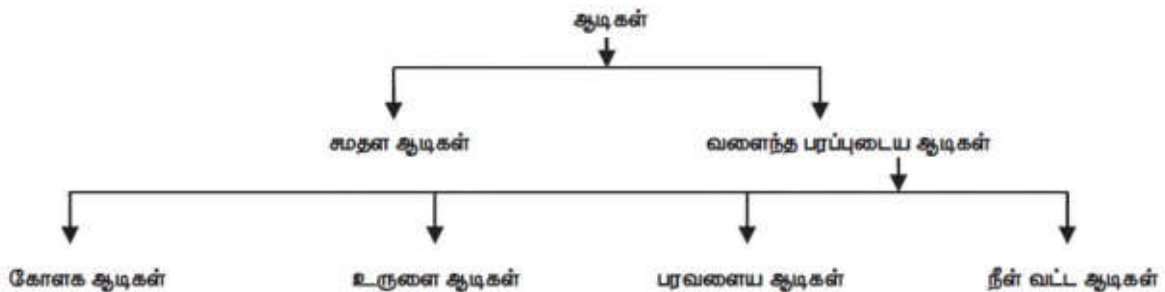 ஆடிகள்
சமதள ஆடிகள் வளைந்த பரப்புடைய ஆடிகள்
கோளக ஆடிகள் உருளை ஆடிகள் பரவளைய ஆடிகள் நீள் வட்ட ஆடிகள்